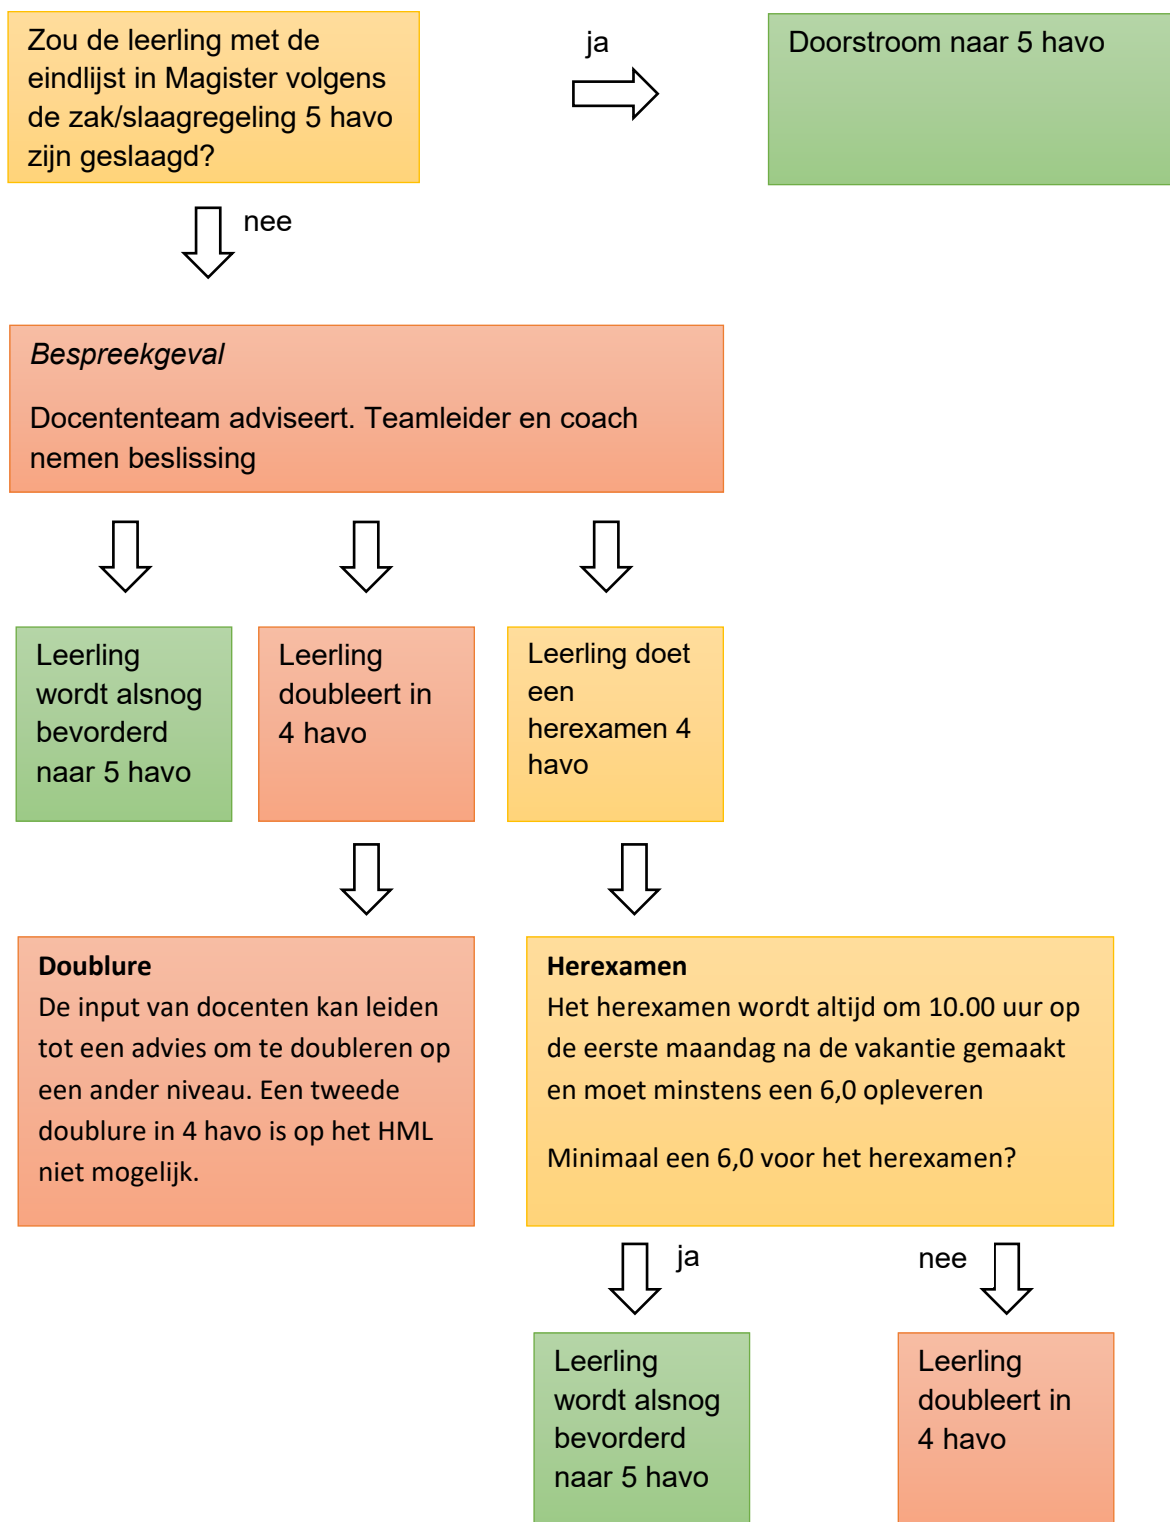 Zou de leerling met de
eindlijst in Magister volgens
de zak/slaagregeling 5 havo
zijn geslaagd?
ja
Doorstroom naar 5 havo
nee
Bespreekgeval
Docententeam adviseert. Teamleider en coach
nemen beslissing
Leerling
wordt alsnog
bevorderd
naar 5 havo
Leerling
doubleert in
4 havo
Leerling doet
een
herexamen 4
havo
Doublure
De input van docenten kan leiden
tot een advies om te doubleren op
een ander niveau. Een tweede
doublure in 4 havo is op het HML
niet mogelijk.
Herexamen
Het herexamen wordt altijd om 10.00 uur op
de eerste maandag na de vakantie gemaakt
en moet minstens een 6,0 opleveren
Minimaal een 6,0 voor het herexamen?
ja
nee
Leerling
wordt alsnog
bevorderd
naar 5 havo
Leerling
doubleert in
4 havo